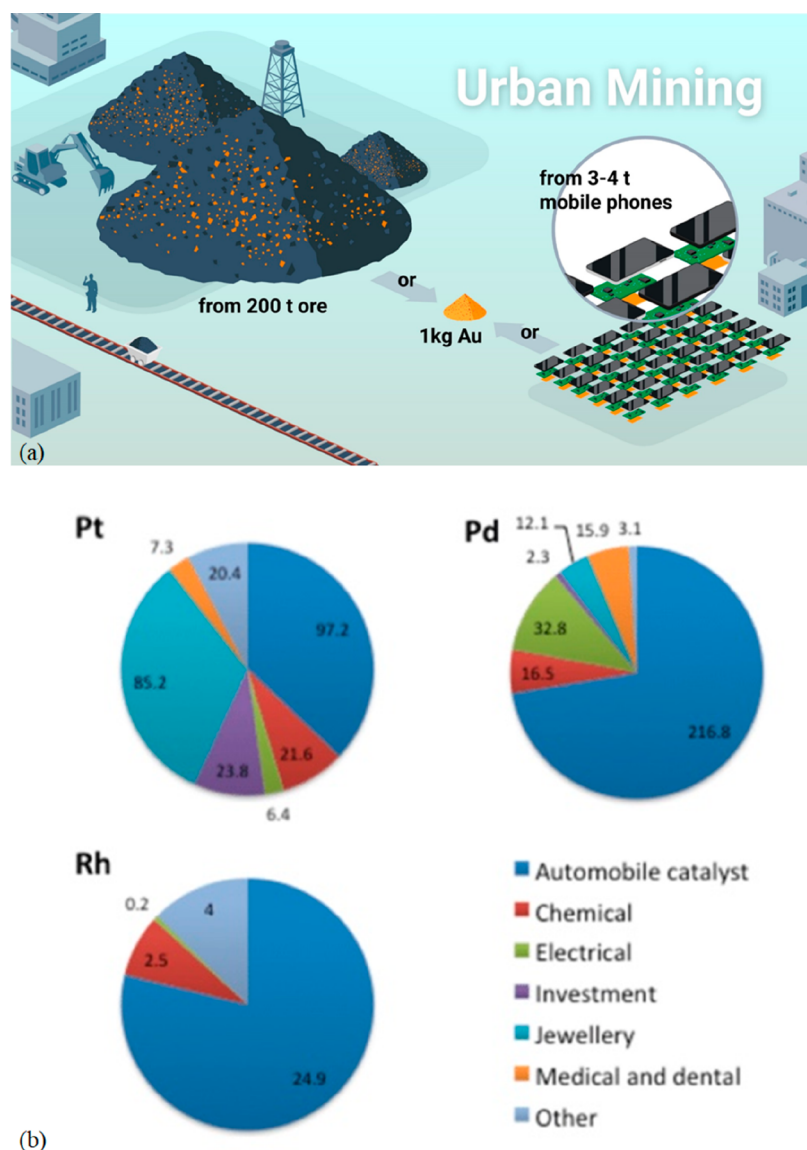 Urban Mining
from 3-4 t
mobile phones
or
from 200 t ore
1kg Au
or
(a)
Pt
7.3
20.4
97.2
85.2
23.8
21.6
6.4
Pd
12.1
15.9
3.1
2.3
32.8
16.5
216.8
Rh
0.2
4
2.5
24.9
Automobile catalyst
Chemical
Electrical
Investment
Jewellery
Medical and dental
Other
(b)